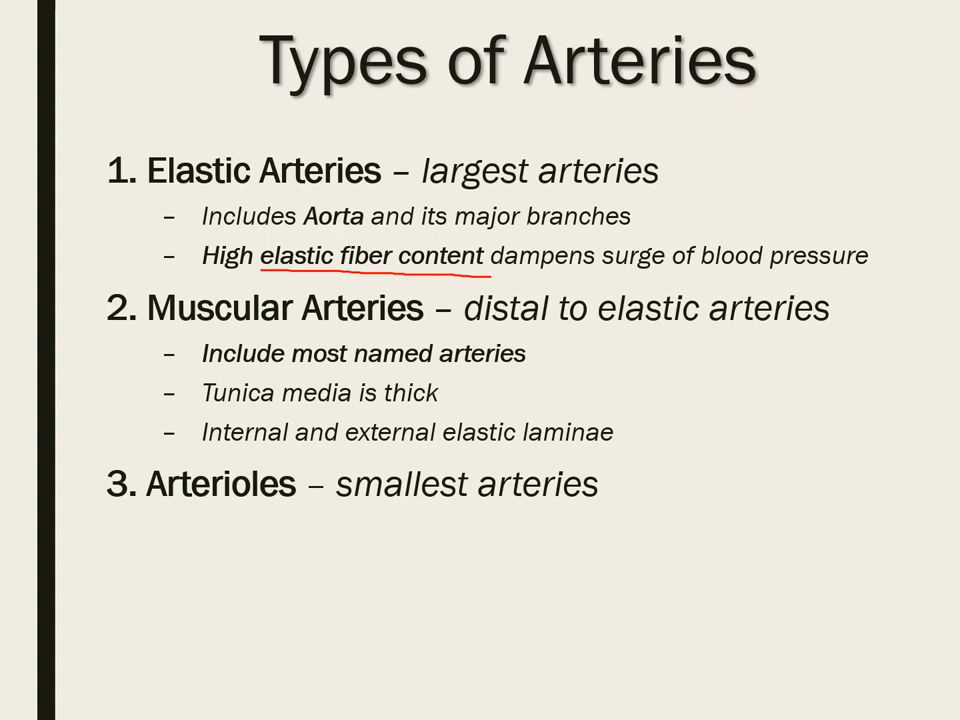 Types of Arteries
1. Elastic Arteries – largest arteries
– Includes Aorta and its major branches
– High elastic fiber content dampens surge of blood pressure
2. Muscular Arteries – distal to elastic arteries
– Include most named arteries
– Tunica media is thick
– Internal and external elastic laminae
3. Arterioles – smallest arteries